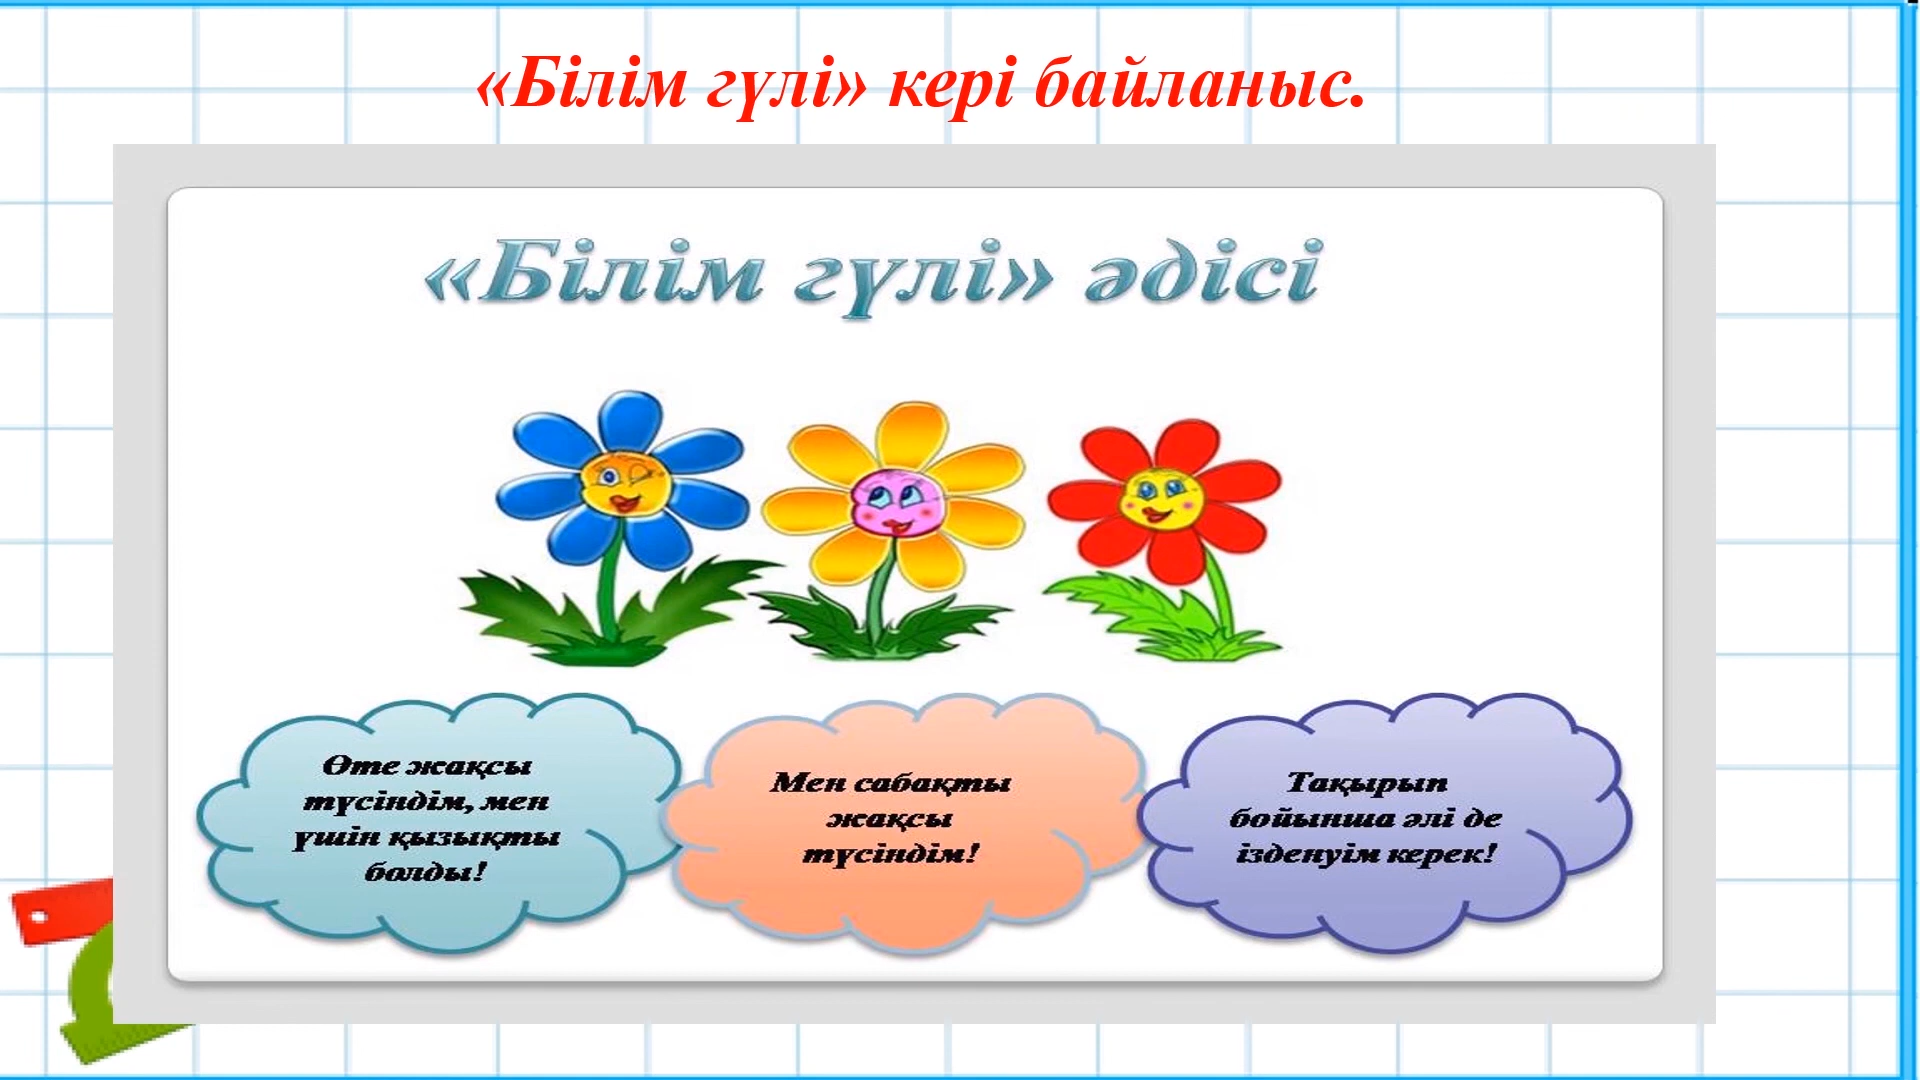 «Білім гүлі» кері байланыс.
«Білім гүлі» әдісі
Өте жақсы
түсіндім, мен
үшін қызықты
болды!
Мен сабақты
жақсы
түсіндім!
Тақырып
бойынша әлі де
ізденуім керек!